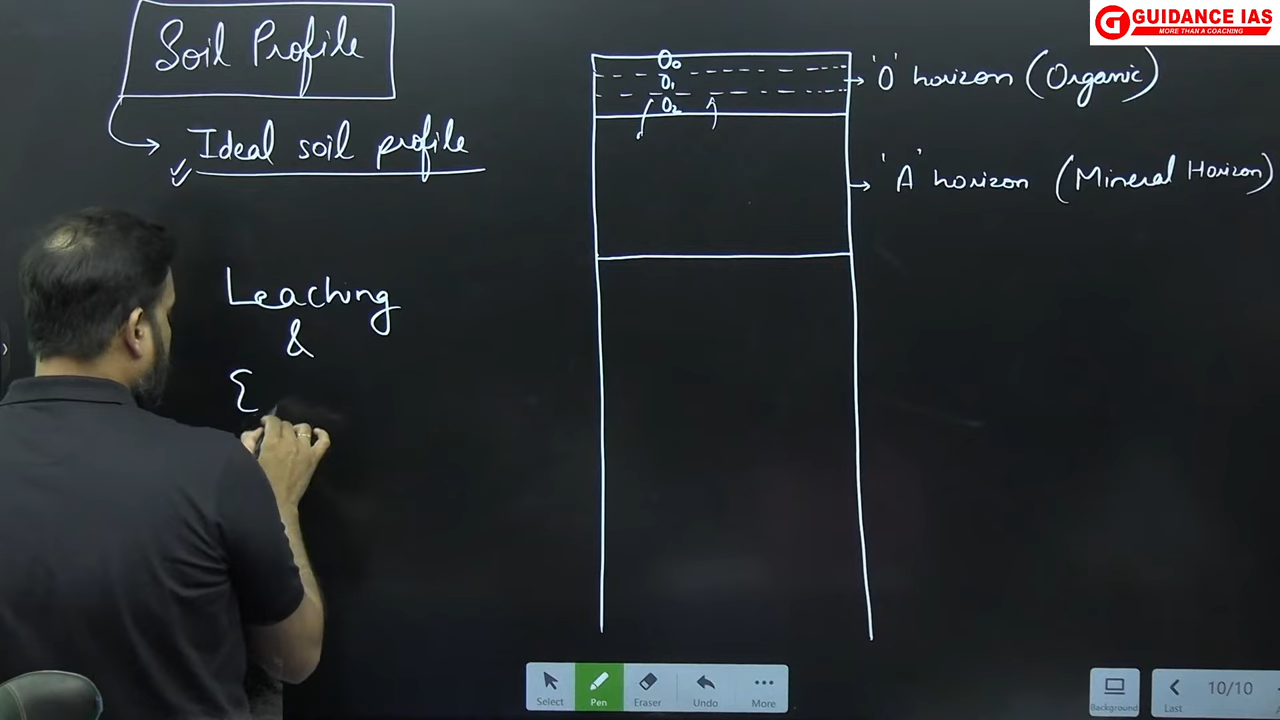 GUIDANCE IAS
MORE THAN A COACHING
Soil Profile
Ideal soil profile
Leaching
&
E
O₀
O₁
O₂
'O' horizon (Organic)
'A' horizon (Mineral Horizon)
Select
Pen
Eraser
Undo
More
Background
Last
10/10